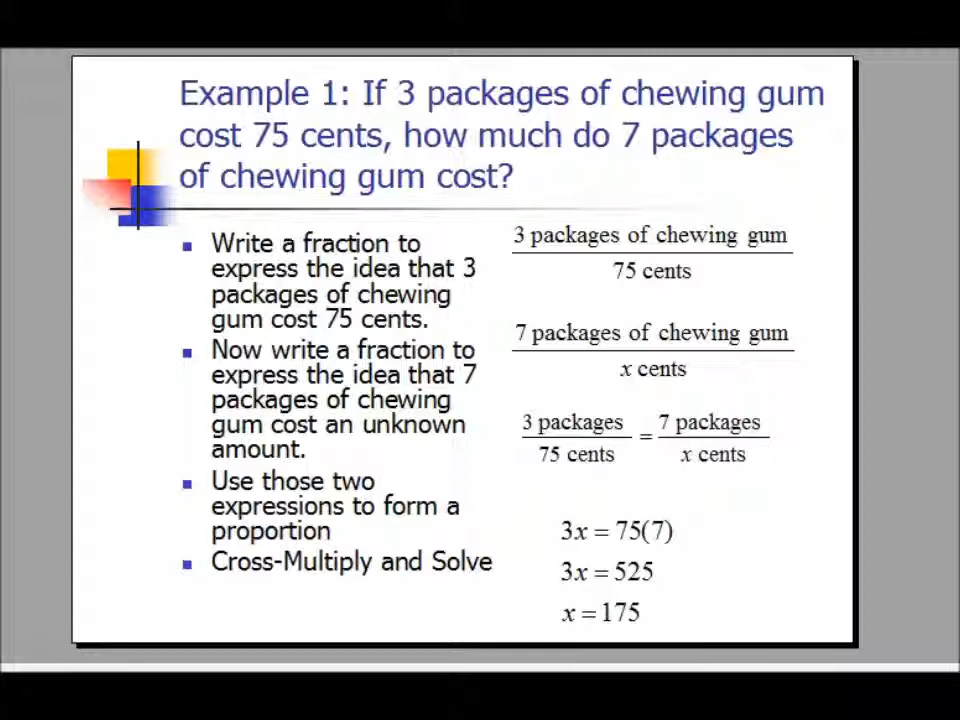 Example 1: If 3 packages of chewing gum
cost 75 cents, how much do 7 packages
of chewing gum cost?
Write a fraction to
express the idea that 3
packages of chewing
gum cost 75 cents.
Now write a fraction to
express the idea that 7
packages of chewing
gum cost an unknown
amount.
Use those two
expressions to form a
proportion
Cross-Multiply and Solve
3 packages of chewing gum
75 cents
7 packages of chewing gum
x cents
3 packages = 7 packages
75 cents x cents
3x = 75(7)
3x = 525
x = 175